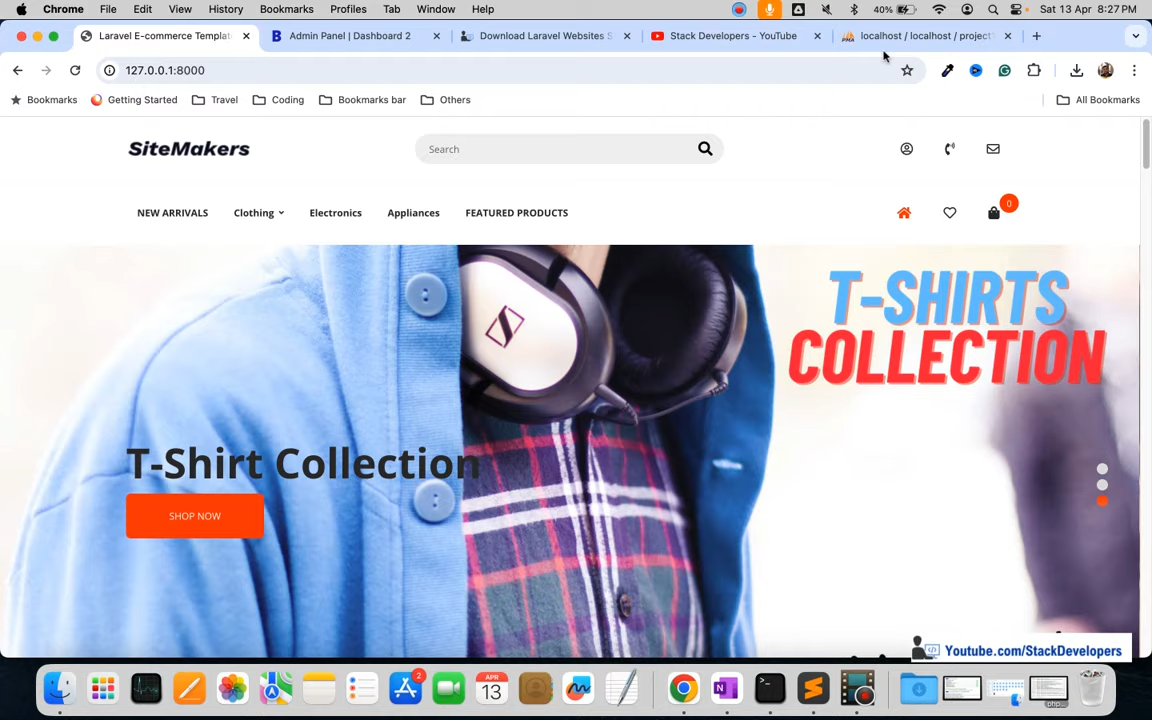 Chrome File Edit View History Bookmarks Profiles Tab Window Help 40% Sat 13 Apr 8:27 PM
Laravel E-commerce Templat Admin Panel | Dashboard 2 Download Laravel Websites S Stack Developers - YouTube localhost / localhost / project
127.0.0.1:8000
Bookmarks Getting Started Travel Coding Bookmarks bar Others All Bookmarks
SiteMakers Search
NEW ARRIVALS Clothing Electronics Appliances FEATURED PRODUCTS 0
T-SHIRTS
COLLECTION
T-Shirt Collection
SHOP NOW
Youtube.com/StackDevelopers
2 APR
13
php...